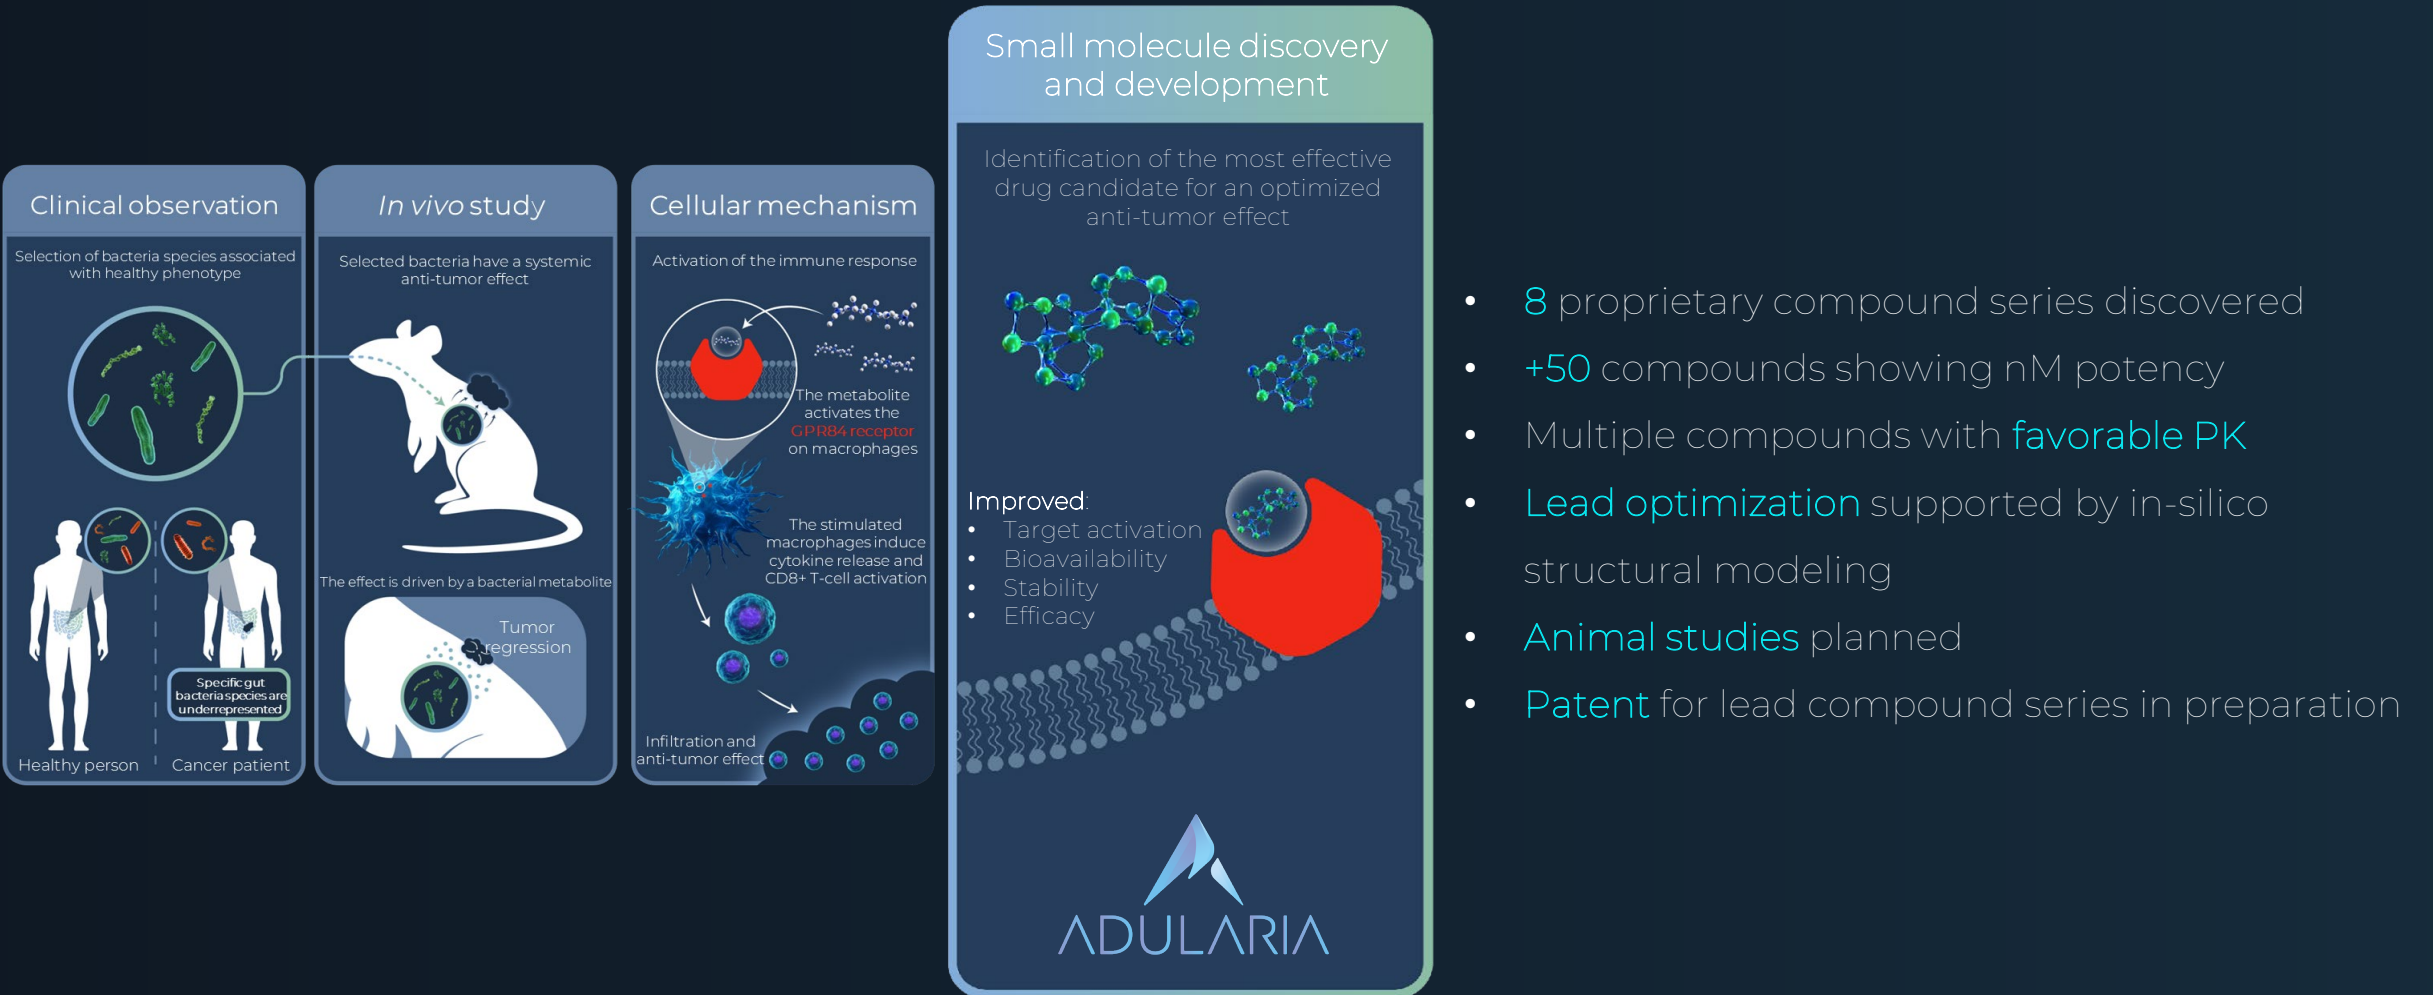 Clinical observation
Selection of bacteria species associated
with healthy phenotype
Specific gut
bacteria species are
underrepresented
Healthy person
Cancer patient
In vivo study
Selected bacteria have a systemic
anti-tumor effect
The effect is driven by a bacterial metabolite
Tumor
regression
Cellular mechanism
Activation of the immune response
The metabolite
activates the
GPR84 receptor
on macrophages
The stimulated
macrophages induce
cytokine release and
CD8+ T-cell activation
Infiltration and
anti-tumor effect
Small molecule discovery
and development
Identification of the most effective
drug candidate for an optimized
anti-tumor effect
Improved:
• Target activation
• Bioavailability
• Stability
• Efficacy
ADULARIA
• 8 proprietary compound series discovered
• +50 compounds showing nM potency
• Multiple compounds with favorable PK
• Lead optimization supported by in-silico
structural modeling
• Animal studies planned
• Patent for lead compound series in preparation